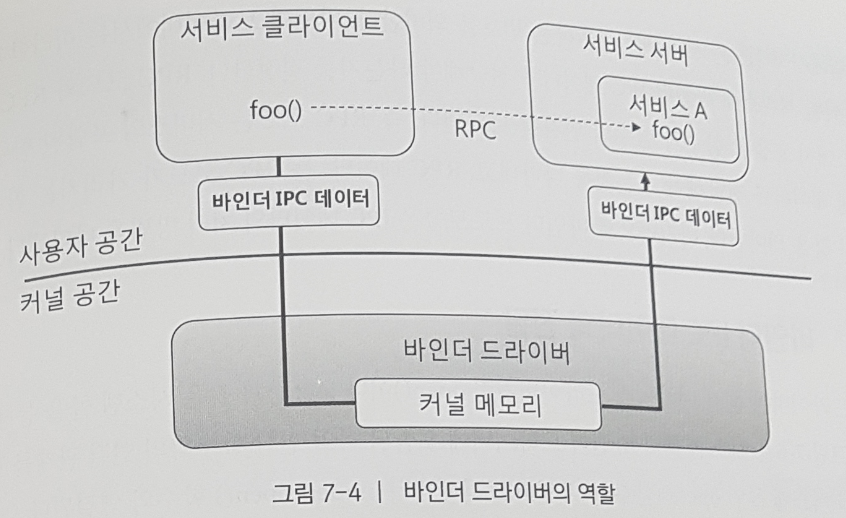 서비스 클라이언트
foo()
RPC
서비스 서버
서비스 A
foo()
바인더 IPC 데이터
바인더 IPC 데이터
사용자 공간
커널 공간
바인더 드라이버
커널 메모리
그림 7-4 | 바인더 드라이버의 역할